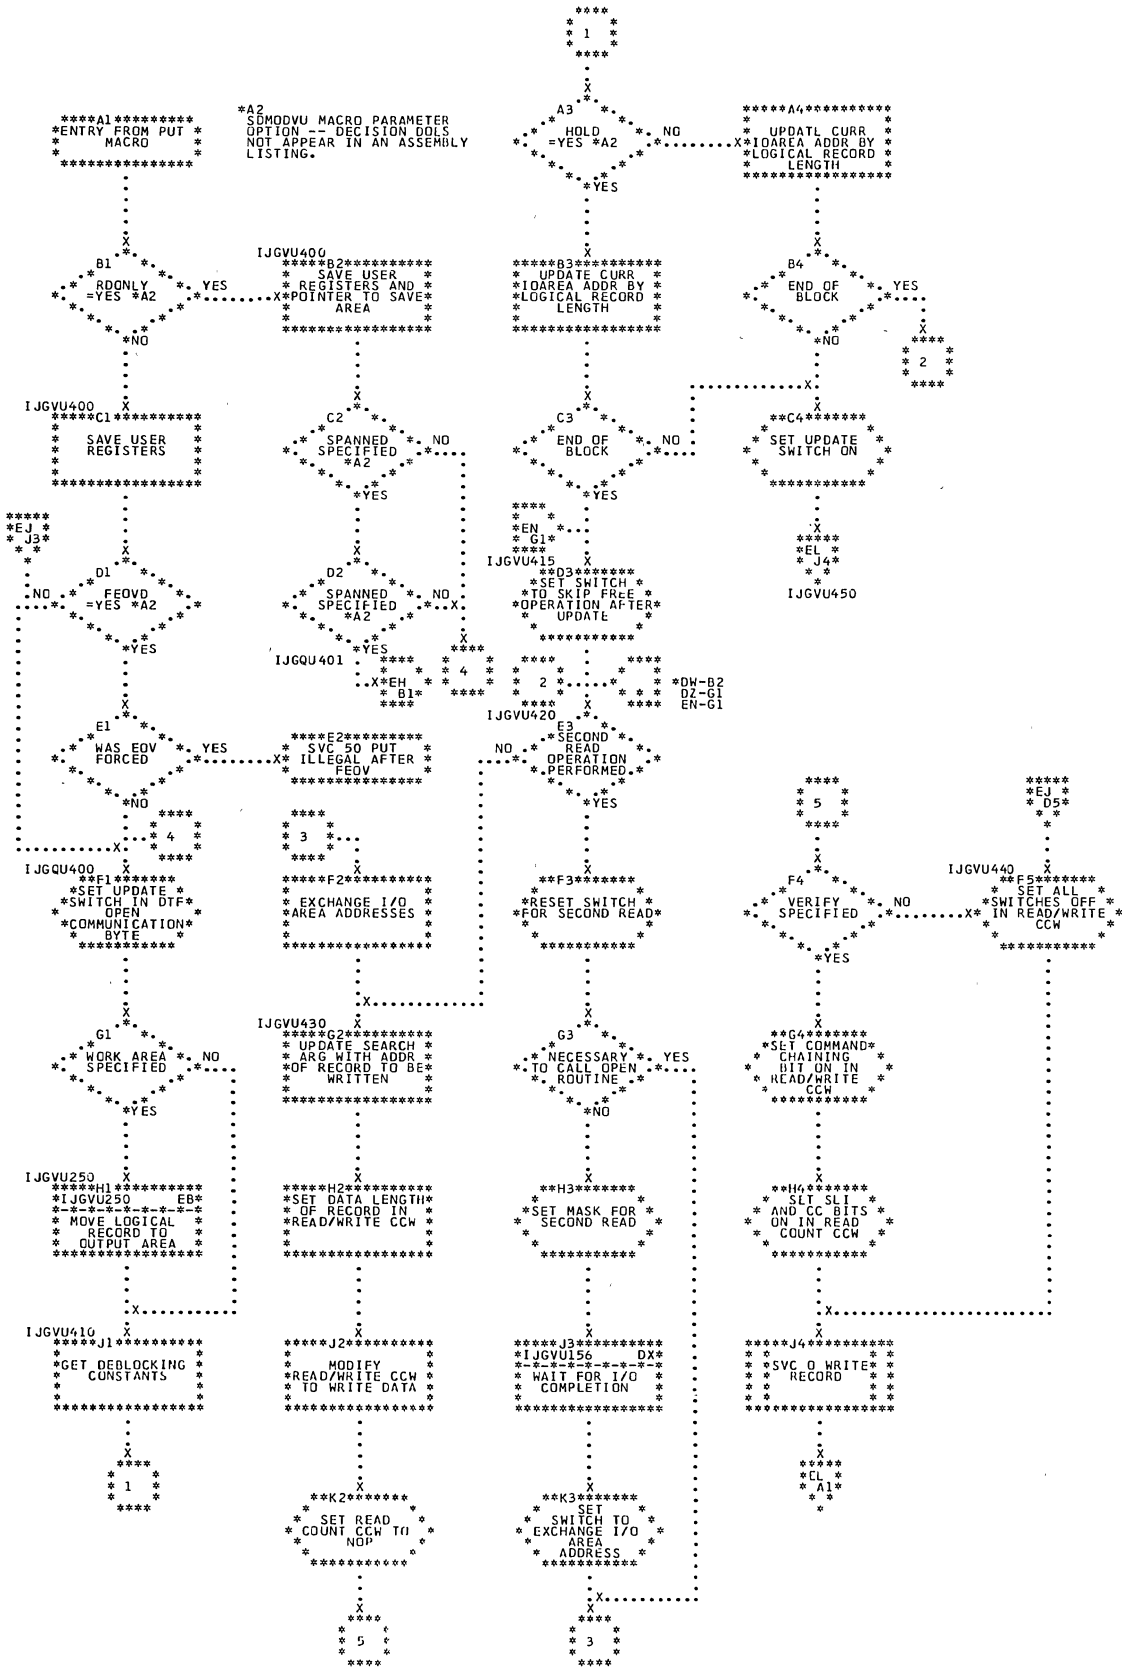 1
*A2
SDMODVU MACRO PARAMETER
OPTION -- DECISION DOLS
NOT APPEAR IN AN ASSEMBLY
LISTING.
A1
ENTRY FROM PUT
MACRO
A3
HOLD
=YES *A2
NO
YES
A4
UPDATL CURR
IOAREA ADDR BY
LOGICAL RECORD
LENGTH
B1
RDONLY
=YES *A2
YES
NO
IJGVU400
B2
SAVE USER
REGISTERS AND
POINTER TO SAVE
AREA
B3
UPDATE CURR
IOAREA ADDR BY
LOGICAL RECORD
LENGTH
B4
END OF
BLOCK
YES
NO
2
IJGVU400
C1
SAVE USER
REGISTERS
C2
SPANNED
SPECIFIED
*A2
NO
YES
C3
END OF
BLOCK
NO
YES
C4
SET UPDATE
SWITCH ON
EJ
J3
EN
G1
EL
J4
IJGVU450
D1
FEOVD
=YES *A2
NO
YES
D2
SPANNED
SPECIFIED
*A2
NO
YES
IJGVU415
D3
SET SWITCH
TO SKIP FREE
OPERATION AFTER
UPDATE
IJGQU401
EH
B1
4
2
*DW-B2
DZ-G1
EN-G1
E1
WAS EOV
FORCED
YES
NO
E2
SVC 50 PUT
ILLEGAL AFTER
FEOV
IJGVU420
E3
SECOND
READ
OPERATION
PERFORMED
NO
YES
4
3
5
EJ
D5
IJGQU400
F1
SET UPDATE
SWITCH IN DTF
OPEN
COMMUNICATION
BYTE
F2
EXCHANGE I/O
AREA ADDRESSES
F3
RESET SWITCH
FOR SECOND READ
F4
VERIFY
SPECIFIED
NO
YES
IJGVU440
F5
SET ALL
SWITCHES OFF
IN READ/WRITE
CCW
G1
WORK AREA
SPECIFIED
NO
YES
IJGVU430
G2
UPDATE SEARCH
ARG WITH ADDR
OF RECORD TO BE
WRITTEN
G3
NECESSARY
TO CALL OPEN
ROUTINE
YES
NO
G4
SET COMMAND
CHAINING
BIT ON IN
READ/WRITE
CCW
IJGVU250
H1
IJGVU250 EB
MOVE LOGICAL
RECORD TO
OUTPUT AREA
H2
SET DATA LENGTH
OF RECORD IN
READ/WRITE CCW
H3
SET MASK FOR
SECOND READ
H4
SLT SLI
AND CC BITS
ON IN READ
COUNT CCW
IJGVU410
J1
GET DEBLOCKING
CONSTANTS
J2
MODIFY
READ/WRITE CCW
TO WRITE DATA
J3
IJGVU156 DX
WAIT FOR I/O
COMPLETION
J4
SVC 0 WRITE
RECORD
1
K2
SET READ
COUNT CCW TO
NOP
K3
SET
SWITCH TO
EXCHANGE I/O
AREA
ADDRESS
A1
5
3